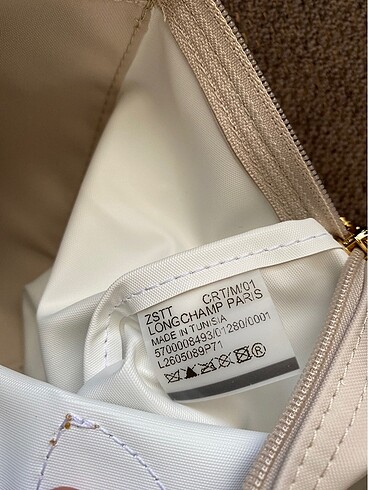 ZSTT CRT/M/01
LONGCHAMP PARIS
MADE IN TUNISIA
5700008493/01280/0001
L2605089P71